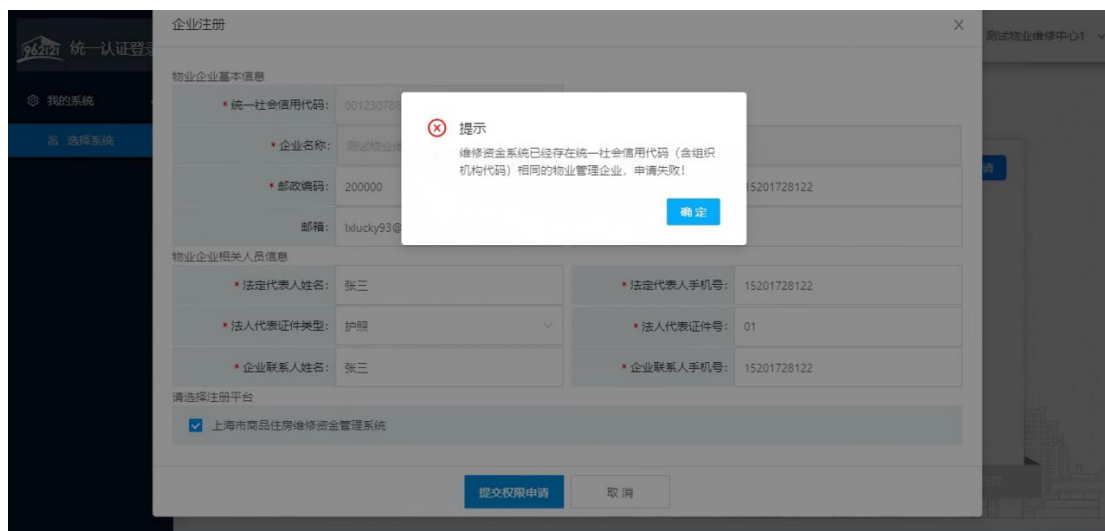 企业注册
962121 统一认证登录
测试物业维修中心1
物业企业基本信息
我的系统
选择系统
* 统一社会信用代码:
* 企业名称: 测试物业维
* 邮政编码: 200000
15201728122
邮箱: lxlucky93@
提示
维修资金系统已经存在统一社会信用代码（含组织
机构代码）相同的物业管理企业，申请失败！
确定
物业企业相关人员信息
* 法定代表人姓名: 张三
* 法定代表人手机号: 15201728122
* 法人代表证件类型: 护照
* 法人代表证件号: 01
* 企业联系人姓名: 张三
* 企业联系人手机号: 15201728122
请选择注册平台
上海市商品住房维修资金管理系统
提交权限申请
取消